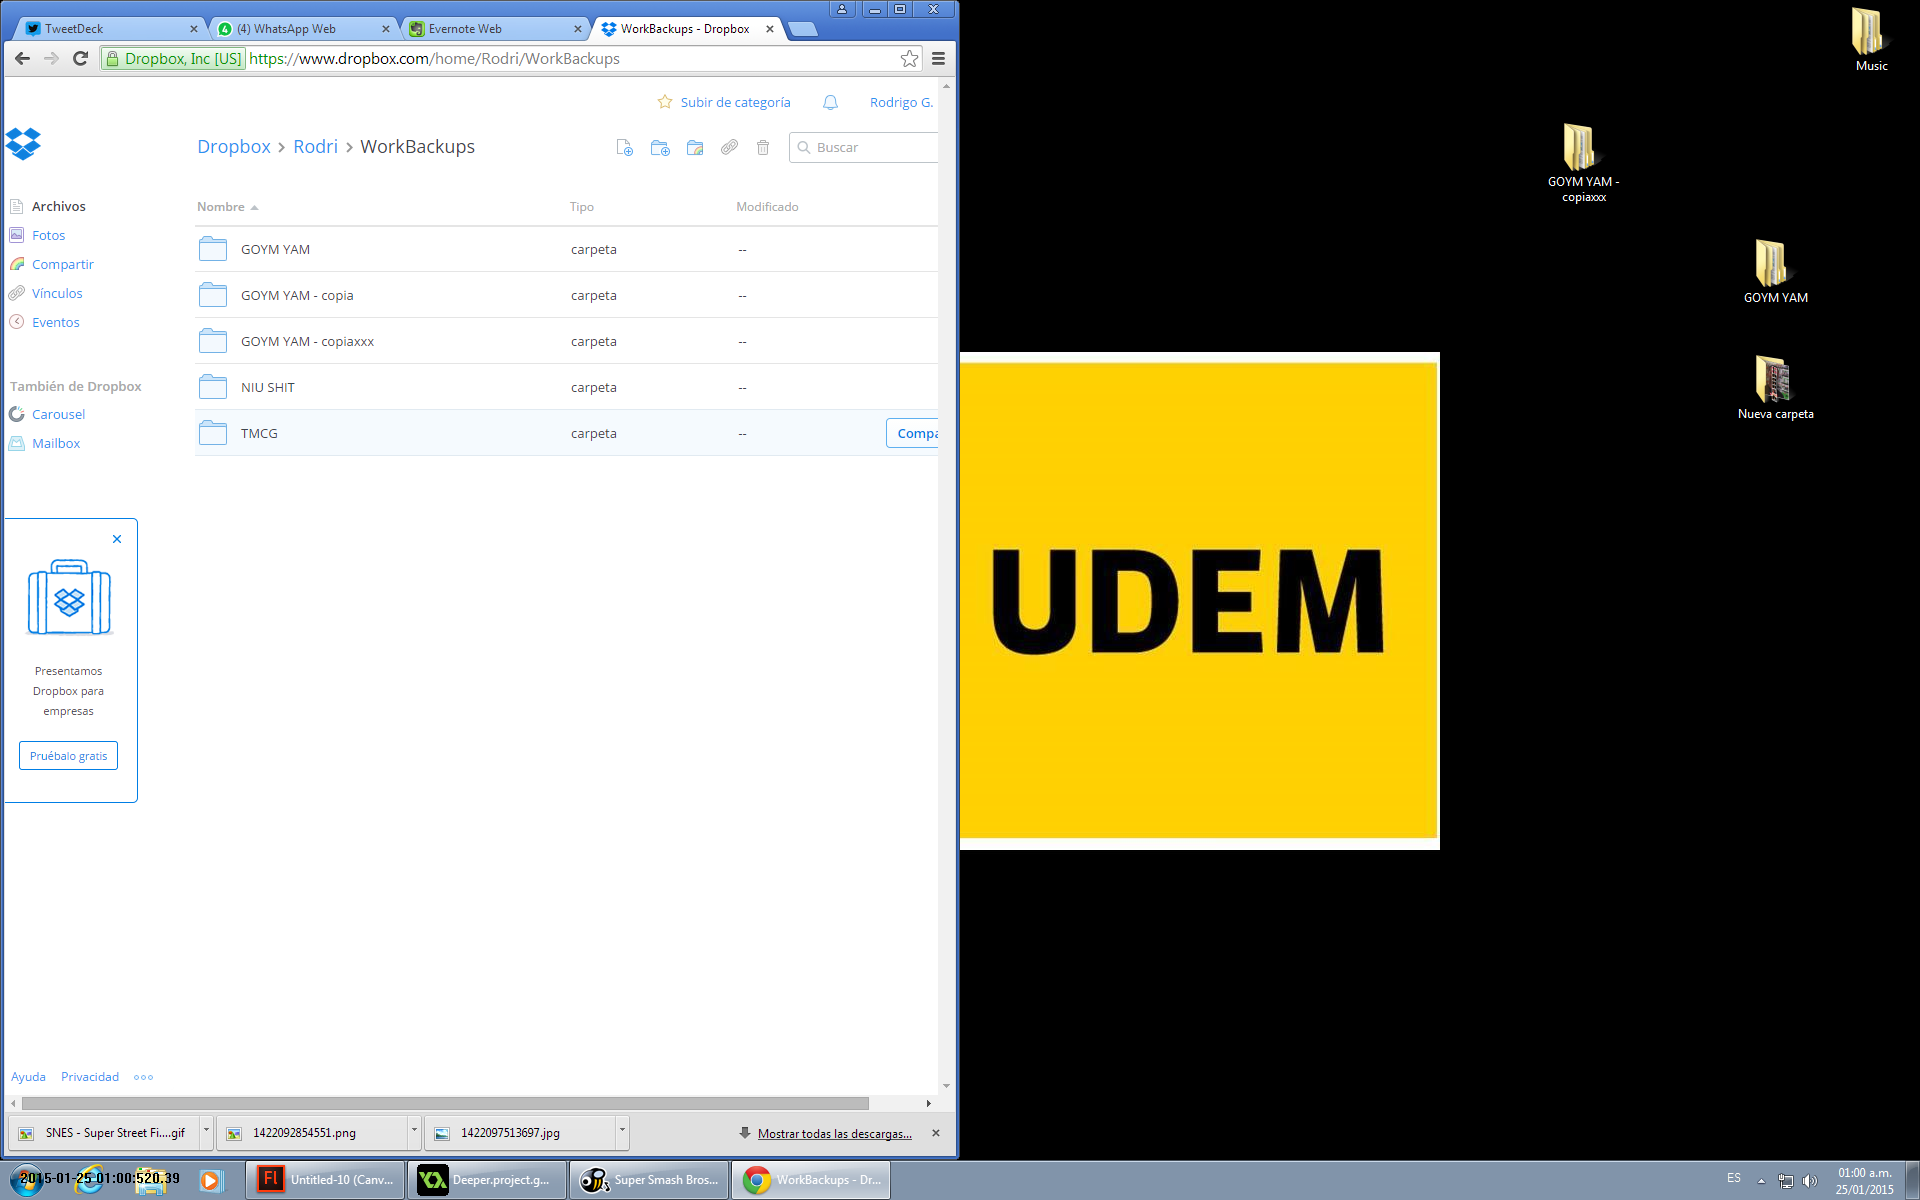 TweetDeck
(4) WhatsApp Web
Evernote Web
WorkBackups - Dropbox
Dropbox, Inc [US] https://www.dropbox.com/home/Rodri/WorkBackups
Subir de categoría
Rodrigo G.
Dropbox > Rodri > WorkBackups
Buscar
Archivos
Fotos
Compartir
Vínculos
Eventos
También de Dropbox
Carousel
Mailbox
Nombre Tipo Modificado
GOYM YAM carpeta --
GOYM YAM - copia carpeta --
GOYM YAM - copiaxxx carpeta --
NIU SHIT carpeta --
TMCG carpeta -- Compa
Presentamos
Dropbox para
empresas
Pruébalo gratis
Ayuda Privacidad
SNES - Super Street Fi....gif
1422092854551.png
1422097513697.jpg
Mostrar todas las descargas...
Music
GOYM YAM -
copiaxxx
GOYM YAM
Nueva carpeta
UDEM
2015-01-25 01:00:520.39
Fl Untitled-10 (Canv...
Deeper.project.g...
Super Smash Bros...
WorkBackups - Dr...
ES
01:00 a.m.
25/01/2015